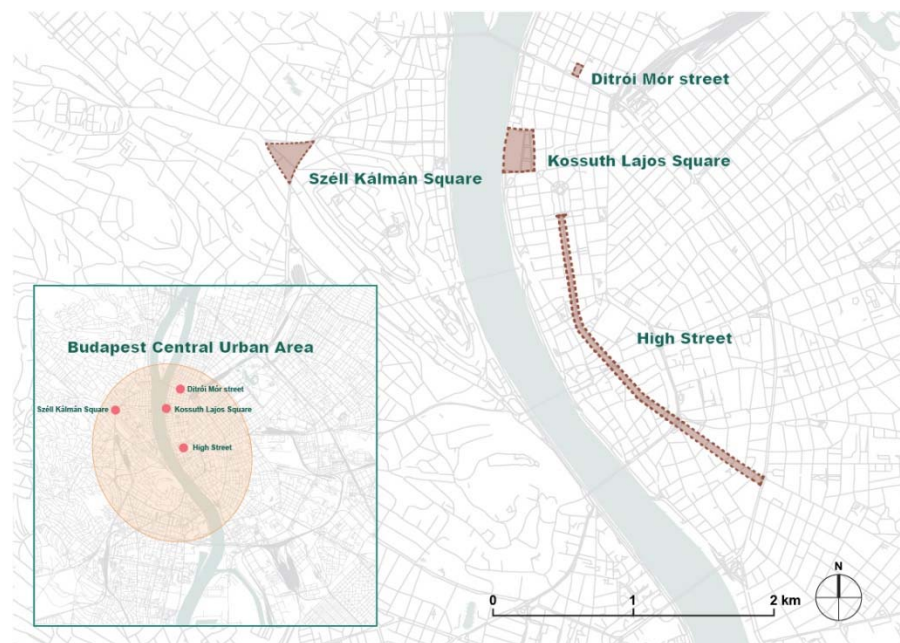 Ditrói Mór street
Kossuth Lajos Square
Széll Kálmán Square
High Street
Budapest Central Urban Area
Ditrói Mór street
Széll Kálmán Square
Kossuth Lajos Square
High Street
N
0 1 2 km